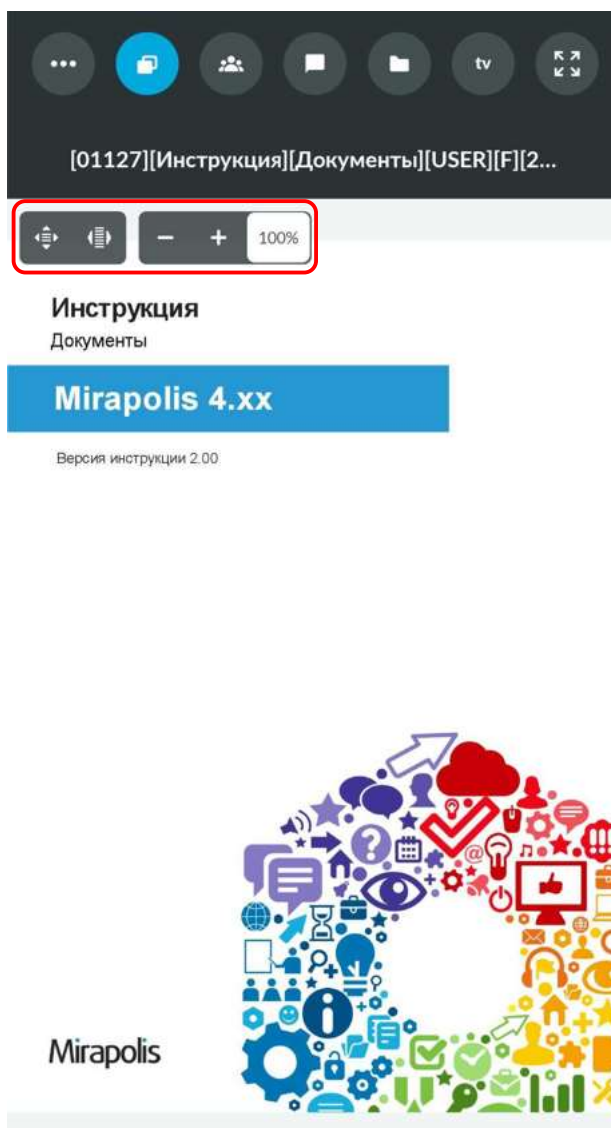 tv
[01127][Инструкция][Документы][USER][F][2...
100%
Инструкция
Документы
Mirapolis 4.xx
Версия инструкции 2.00
Mirapolis